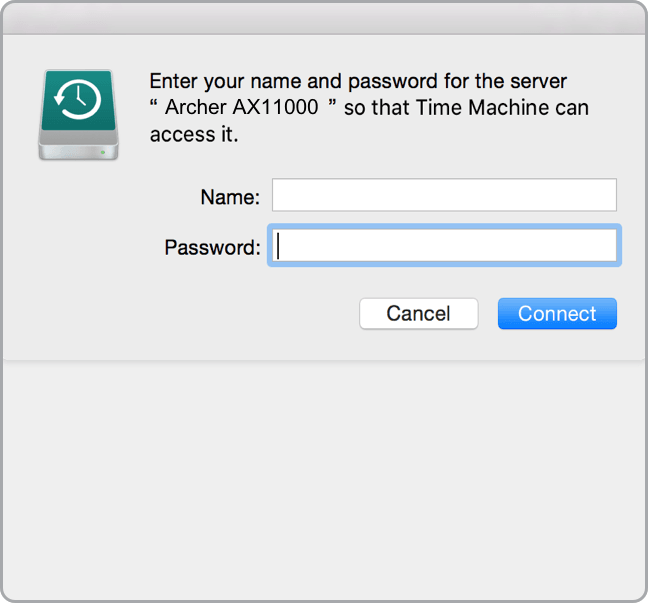 Enter your name and password for the server
“ Archer AX11000 ” so that Time Machine can
access it.
Name:
Password:
Cancel Connect